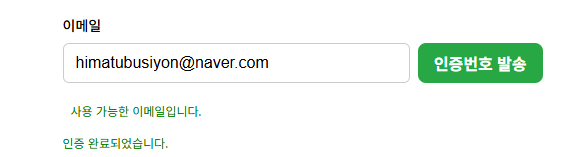 이메일
himatubusiyon@naver.com
인증번호 발송
사용 가능한 이메일입니다.
인증 완료되었습니다.